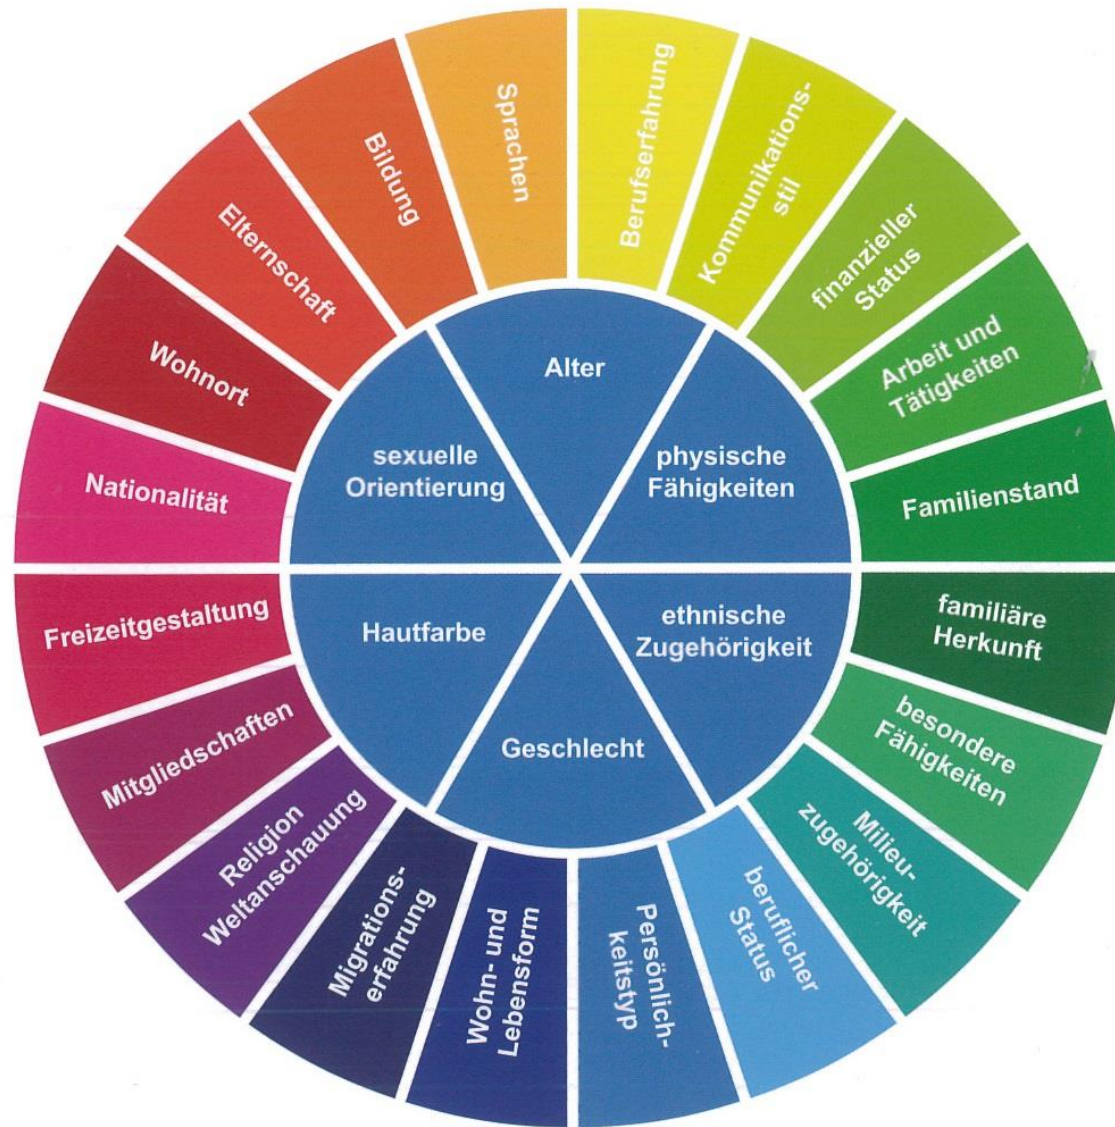 Sprachen
Berufserfahrung
Kommunikations-
stil
finanzieller
Status
Arbeit und
Tätigkeiten
Familienstand
familiäre
Herkunft
besondere
Fähigkeiten
Milieu-
zugehörigkeit
beruflicher
Status
Persönlich-
keitstyp
Wohn- und
Lebensform
Migrations-
erfahrung
Religion
Weltanschauung
Mitgliedschaften
Freizeitgestaltung
Nationalität
Wohnort
Elternschaft
Bildung
Alter
physische
Fähigkeiten
ethnische
Zugehörigkeit
Geschlecht
Hautfarbe
sexuelle
Orientierung